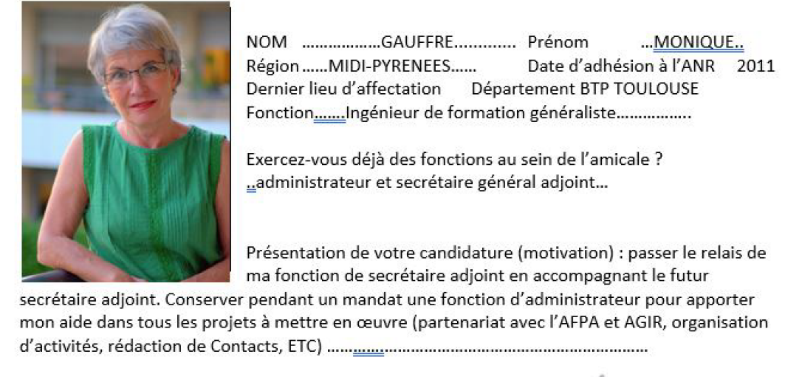 NOM ………………GAUFFRE............. Prénom …MONIQUE..
Région ......MIDI-PYRENEES…… Date d’adhésion à l’ANR 2011
Dernier lieu d’affectation Département BTP TOULOUSE
Fonction…….Ingénieur de formation généraliste……………..
Exercez-vous déjà des fonctions au sein de l’amicale ?
..administrateur et secrétaire général adjoint…
Présentation de votre candidature (motivation) : passer le relais de
ma fonction de secrétaire adjoint en accompagnant le futur
secrétaire adjoint. Conserver pendant un mandat une fonction d’administrateur pour apporter
mon aide dans tous les projets à mettre en œuvre (partenariat avec l’AFPA et AGIR, organisation
d’activités, rédaction de Contacts, ETC) ……………………………………………………………